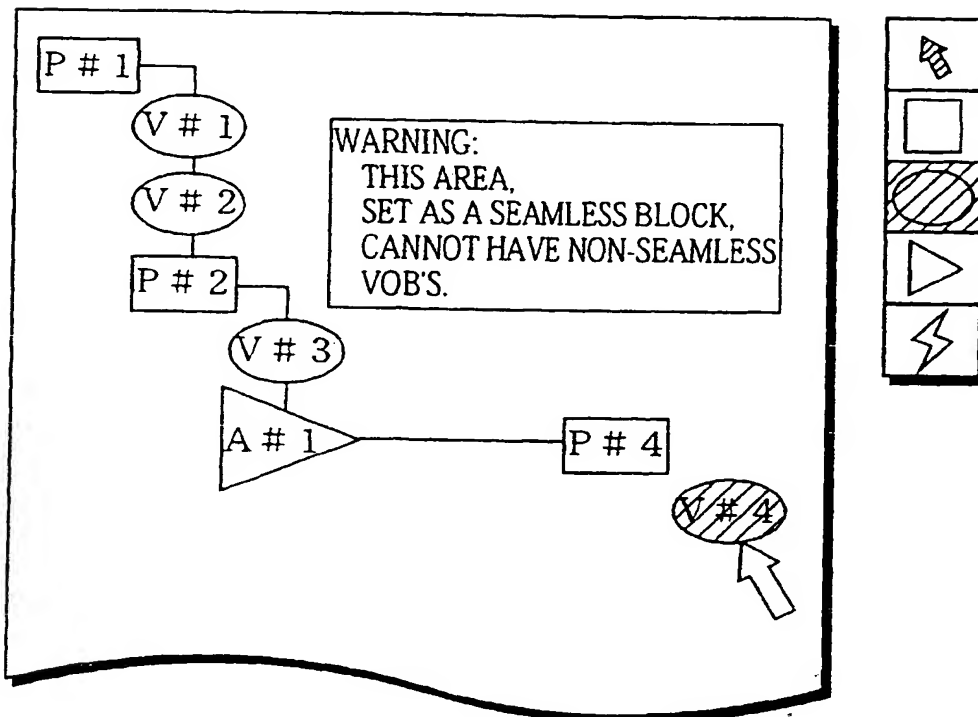 P # 1
V # 1
WARNING:
THIS AREA,
SET AS A SEAMLESS BLOCK,
CANNOT HAVE NON-SEAMLESS
VOB'S.
V # 2
P # 2
V # 3
A # 1
P # 4
V # 4